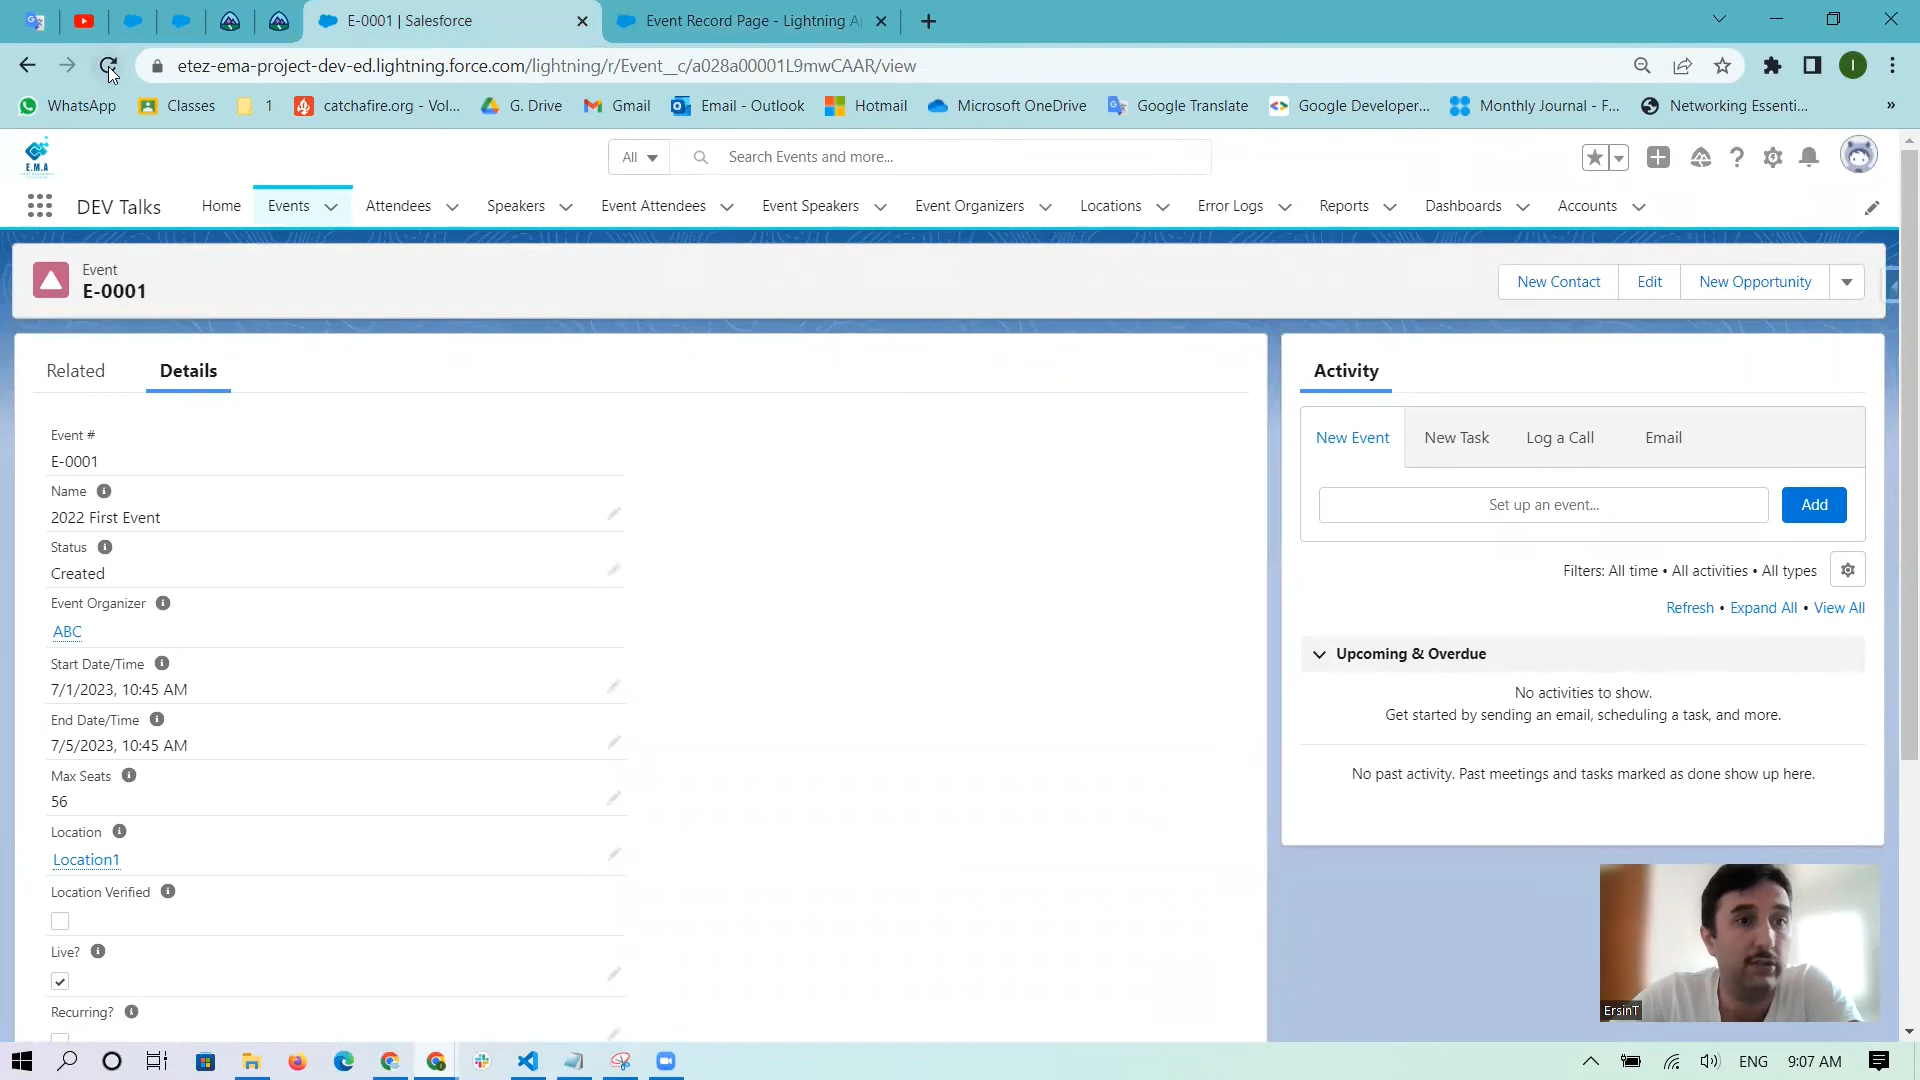 E-0001 | Salesforce
Event Record Page - Lightning A
etez-ema-project-dev-ed.lightning.force.com/lightning/r/Event__c/a028a00001L9mwCAAR/view
I
WhatsApp
Classes
1
catchafire.org - Vol...
G. Drive
Gmail
Email - Outlook
Hotmail
Microsoft OneDrive
Google Translate
Google Developer...
Monthly Journal - F...
Networking Essenti...
»
E.M.A
All
Search Events and more...
DEV Talks
Home
Events
Attendees
Speakers
Event Attendees
Event Speakers
Event Organizers
Locations
Error Logs
Reports
Dashboards
Accounts
Event
E-0001
New Contact
Edit
New Opportunity
Related
Details
Event #
E-0001
Name
2022 First Event
Status
Created
Event Organizer
ABC
Start Date/Time
7/1/2023, 10:45 AM
End Date/Time
7/5/2023, 10:45 AM
Max Seats
56
Location
Location1
Location Verified
Live?
Recurring?
Activity
New Event
New Task
Log a Call
Email
Set up an event...
Add
Filters: All time • All activities • All types
Refresh • Expand All • View All
Upcoming & Overdue
No activities to show.
Get started by sending an email, scheduling a task, and more.
No past activity. Past meetings and tasks marked as done show up here.
ErsinT
ENG
9:07 AM